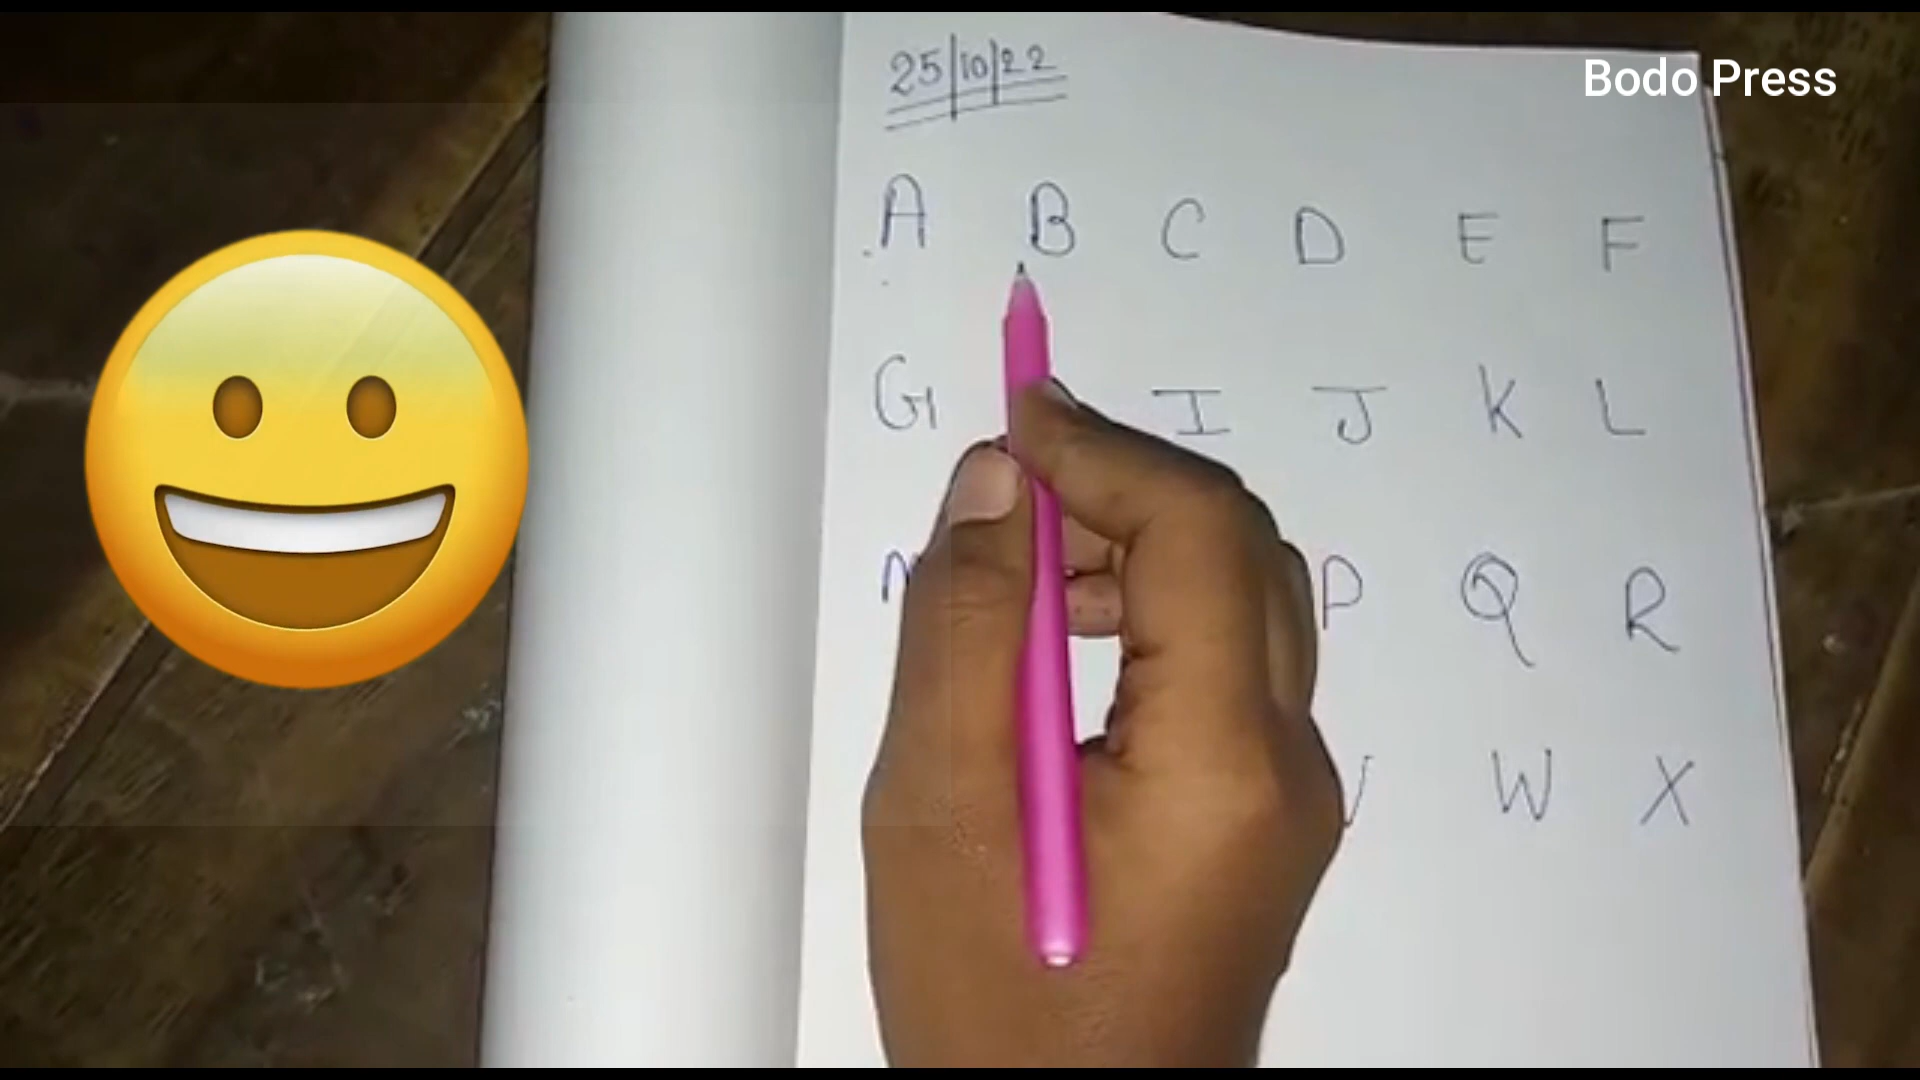 Bodo Press
25/10/22
A B C D E F
G I J K L
P Q R
V W X